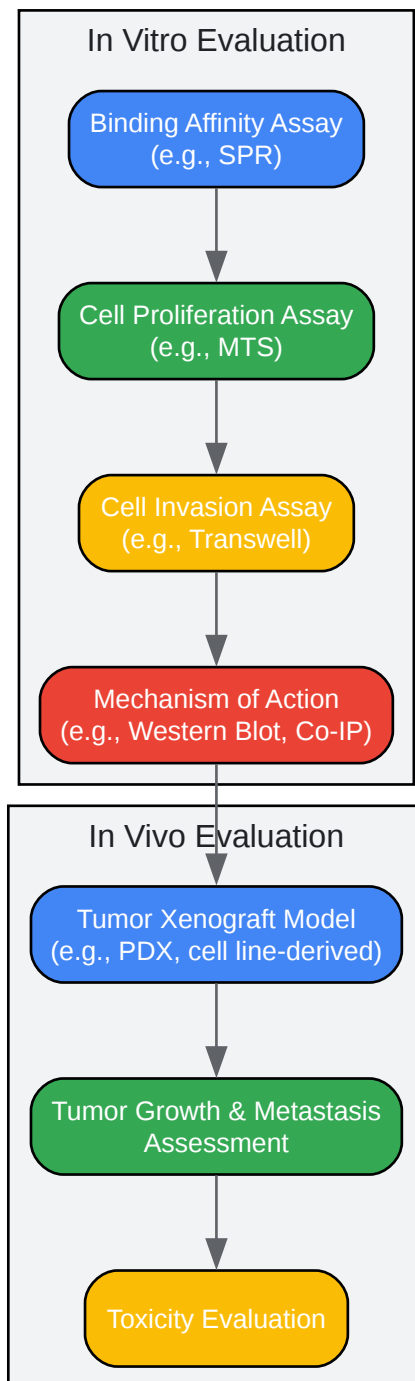 In Vitro Evaluation
Binding Affinity Assay
(e.g., SPR)
Cell Proliferation Assay
(e.g., MTS)
Cell Invasion Assay
(e.g., Transwell)
Mechanism of Action
(e.g., Western Blot, Co-IP)
In Vivo Evaluation
Tumor Xenograft Model
(e.g., PDX, cell line-derived)
Tumor Growth & Metastasis
Assessment
Toxicity Evaluation